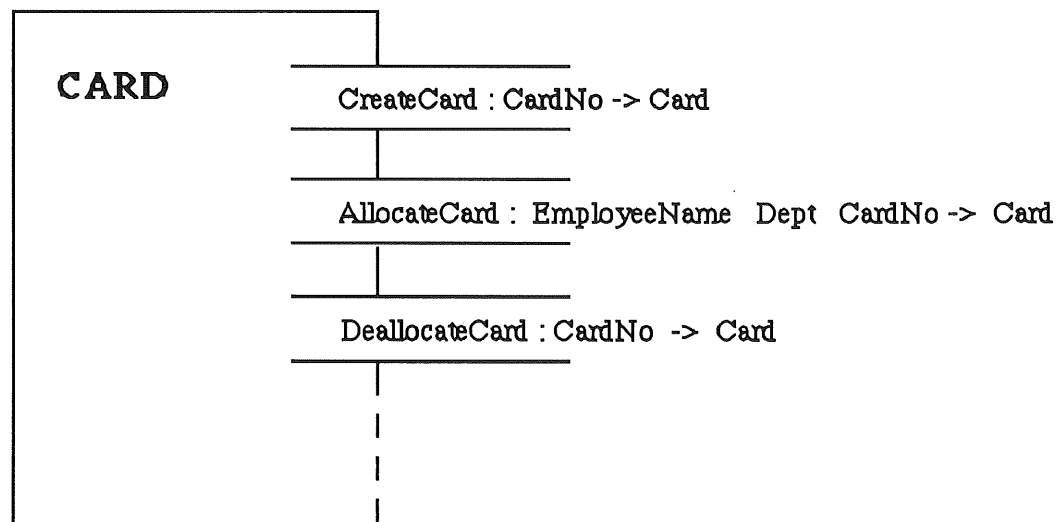 CARD
CreateCard : CardNo -> Card
AllocateCard : EmployeeName Dept CardNo -> Card
DeallocateCard : CardNo -> Card